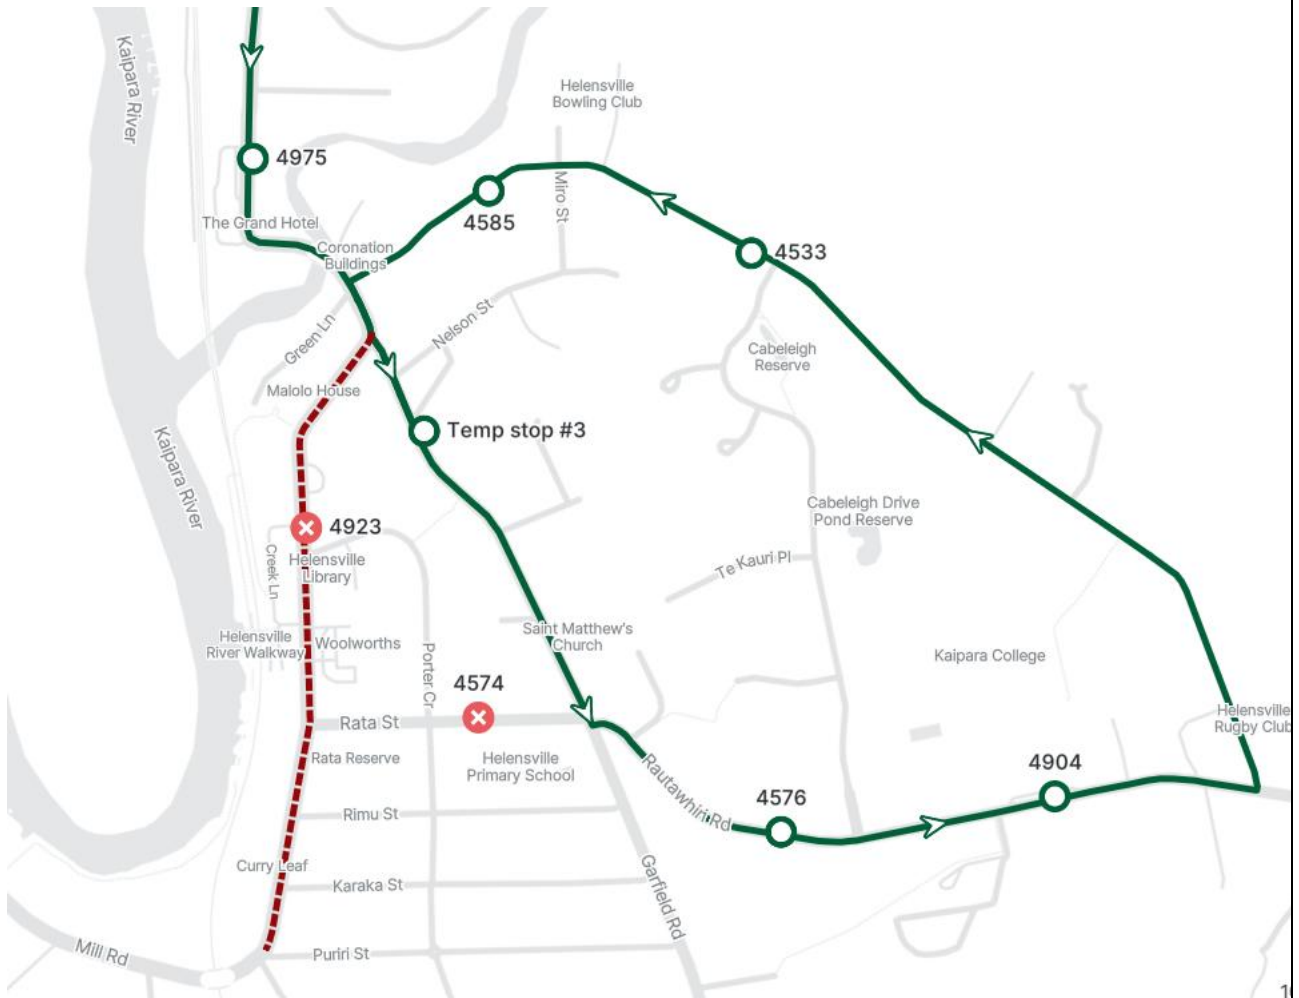 Kaipara River
Helensville
Bowling Club
4975
Miro St
4585
The Grand Hotel
Coronation
Buildings
4533
Green Ln
Nelson St
Cabeleigh
Reserve
Malolo House
Temp stop #3
Kaipara River
Cabeleigh Drive
Pond Reserve
4923
Creek Ln
Helensville
Library
Te Kauri Pl
Helensville
River Walkway
Woolworths
Saint Matthew's
Church
Kaipara College
Porter Cr
4574
Rata St
Helensville
Rugby Club
Rata Reserve
Helensville
Primary School
Rautawhiri Rd
4904
4576
Rimu St
Curry Leaf
Karaka St
Garfield Rd
Mill Rd
Puriri St